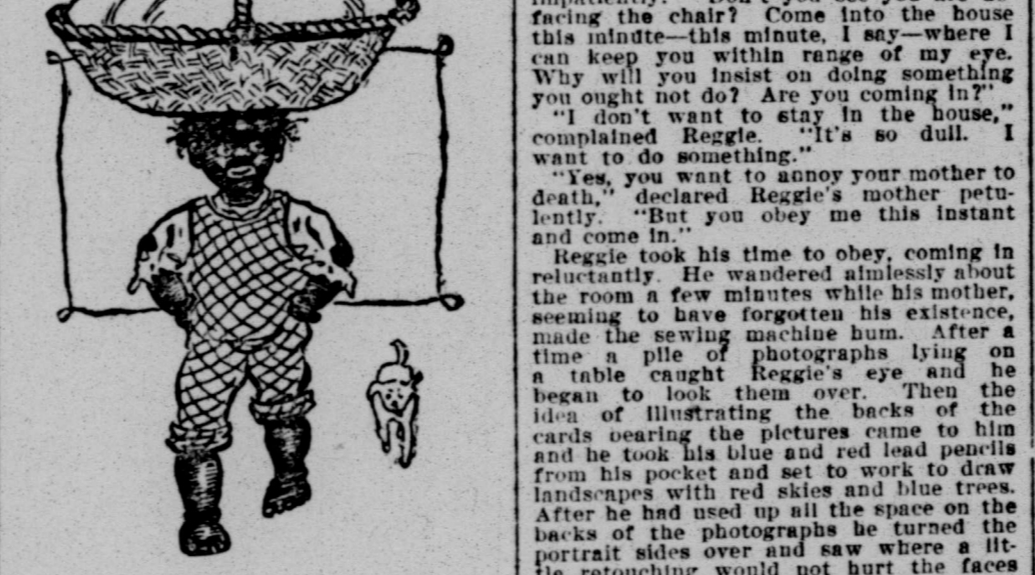 facing the chair? Come into the house
this minute—this minute, I say—where I
can keep you within range of my eye.
Why will you insist on doing something
you ought not do? Are you coming in?"
"I don't want to stay in the house,"
complained Reggie. "It's so dull. I
want to do something."
"Yes, you want to annoy your mother to
death," declared Reggie's mother petu-
lently. "But you obey me this instant
and come in."
Reggie took his time to obey, coming in
reluctantly. He wandered aimlessly about
the room a few minutes while his mother,
seeming to have forgotten his existence,
made the sewing machine hum. After a
time a pile of photographs lying on
a table caught Reggie's eye and he
began to look them over. Then the
idea of illustrating the backs of the
cards bearing the pictures came to him
and he took his blue and red lead pencils
from his pocket and set to work to draw
landscapes with red skies and blue trees.
After he had used up all the space on the
backs of the photographs he turned the
portrait sides over and saw where a lit-
tle retouching would not hurt the faces